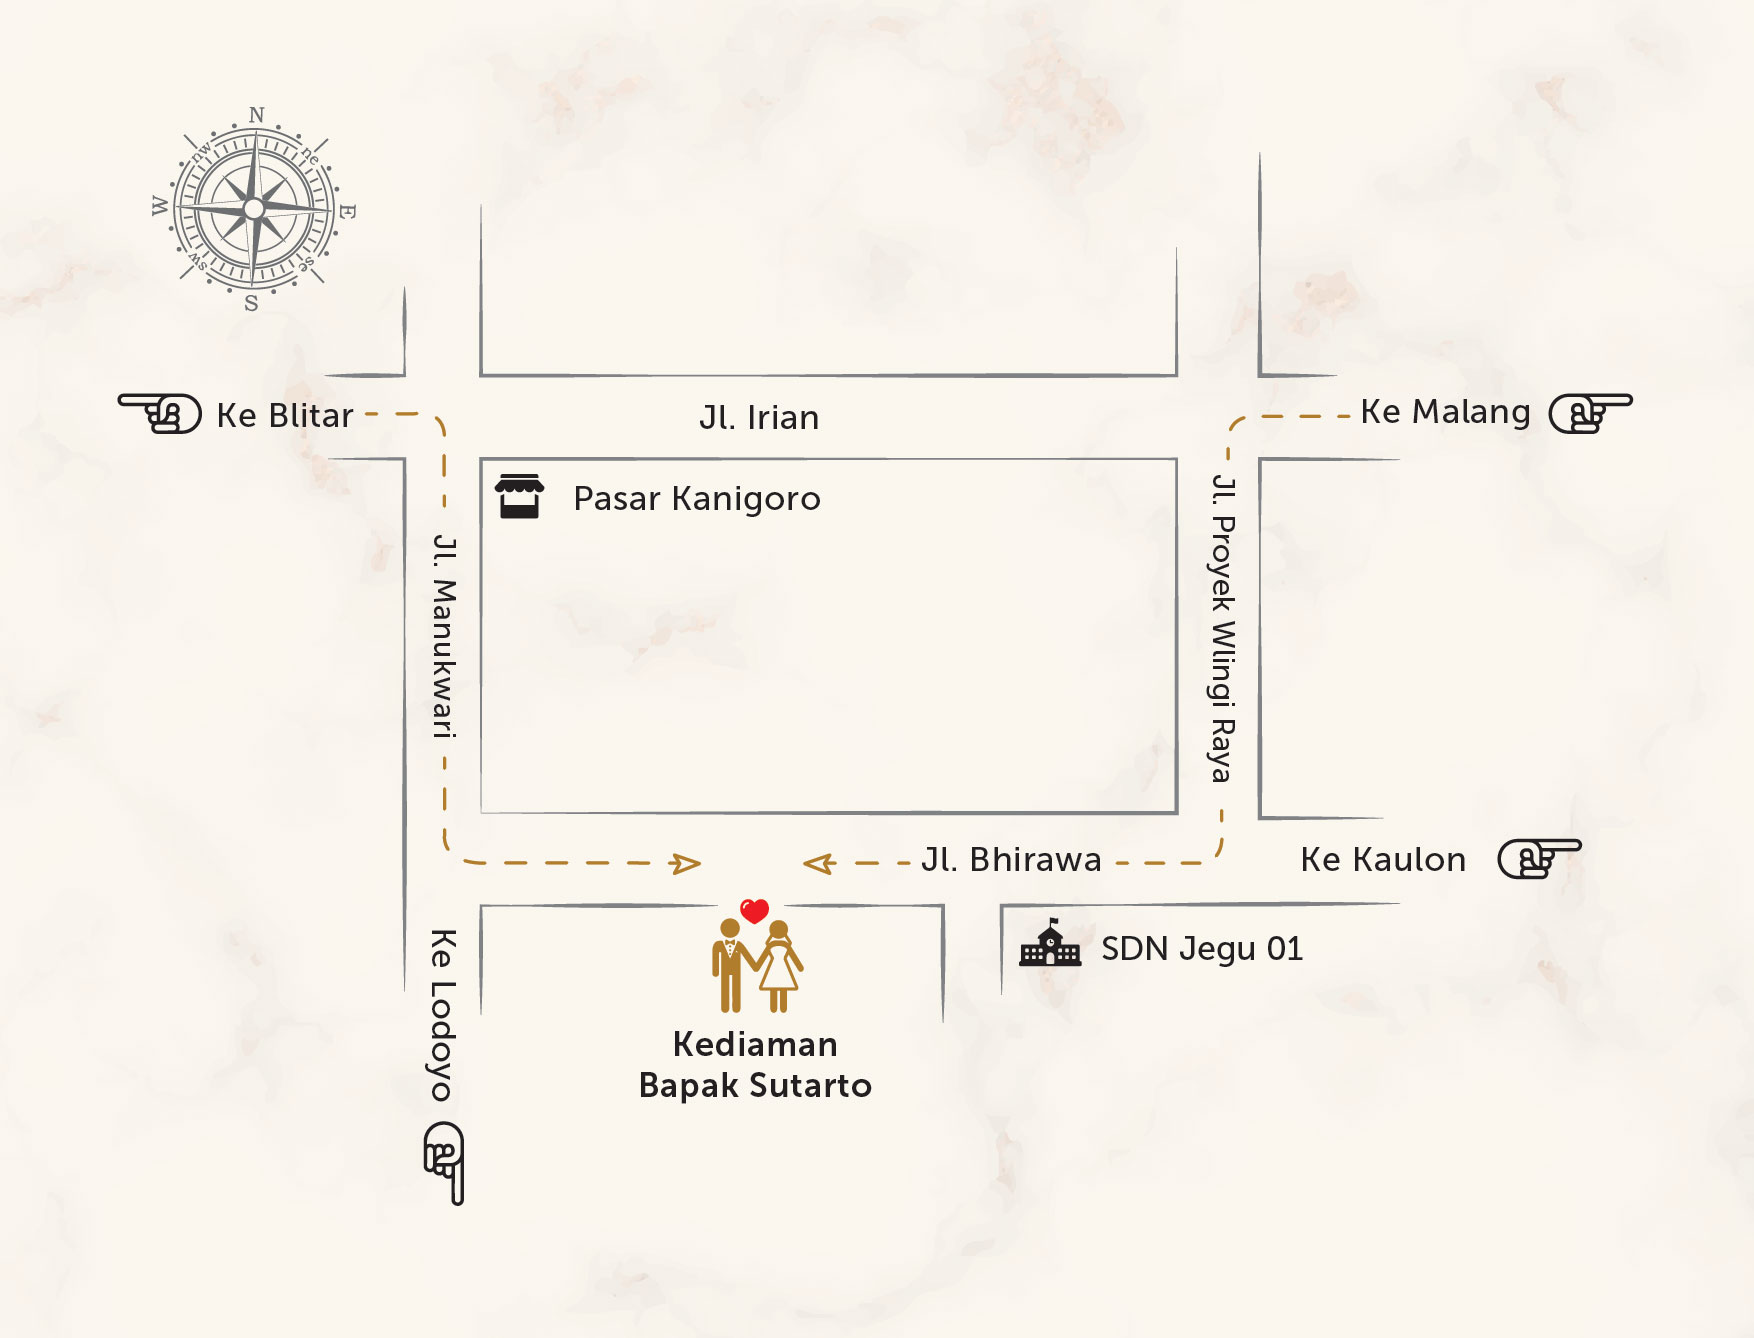 N
nw
ne
W
E
sw
se
S
Ke Blitar
Jl. Irian
Ke Malang
Pasar Kanigoro
Jl. Manukwari
Jl. Proyek Wlingi Raya
Jl. Bhirawa
Ke Kaulon
Ke Lodoyo
SDN Jegu 01
Kediaman
Bapak Sutarto